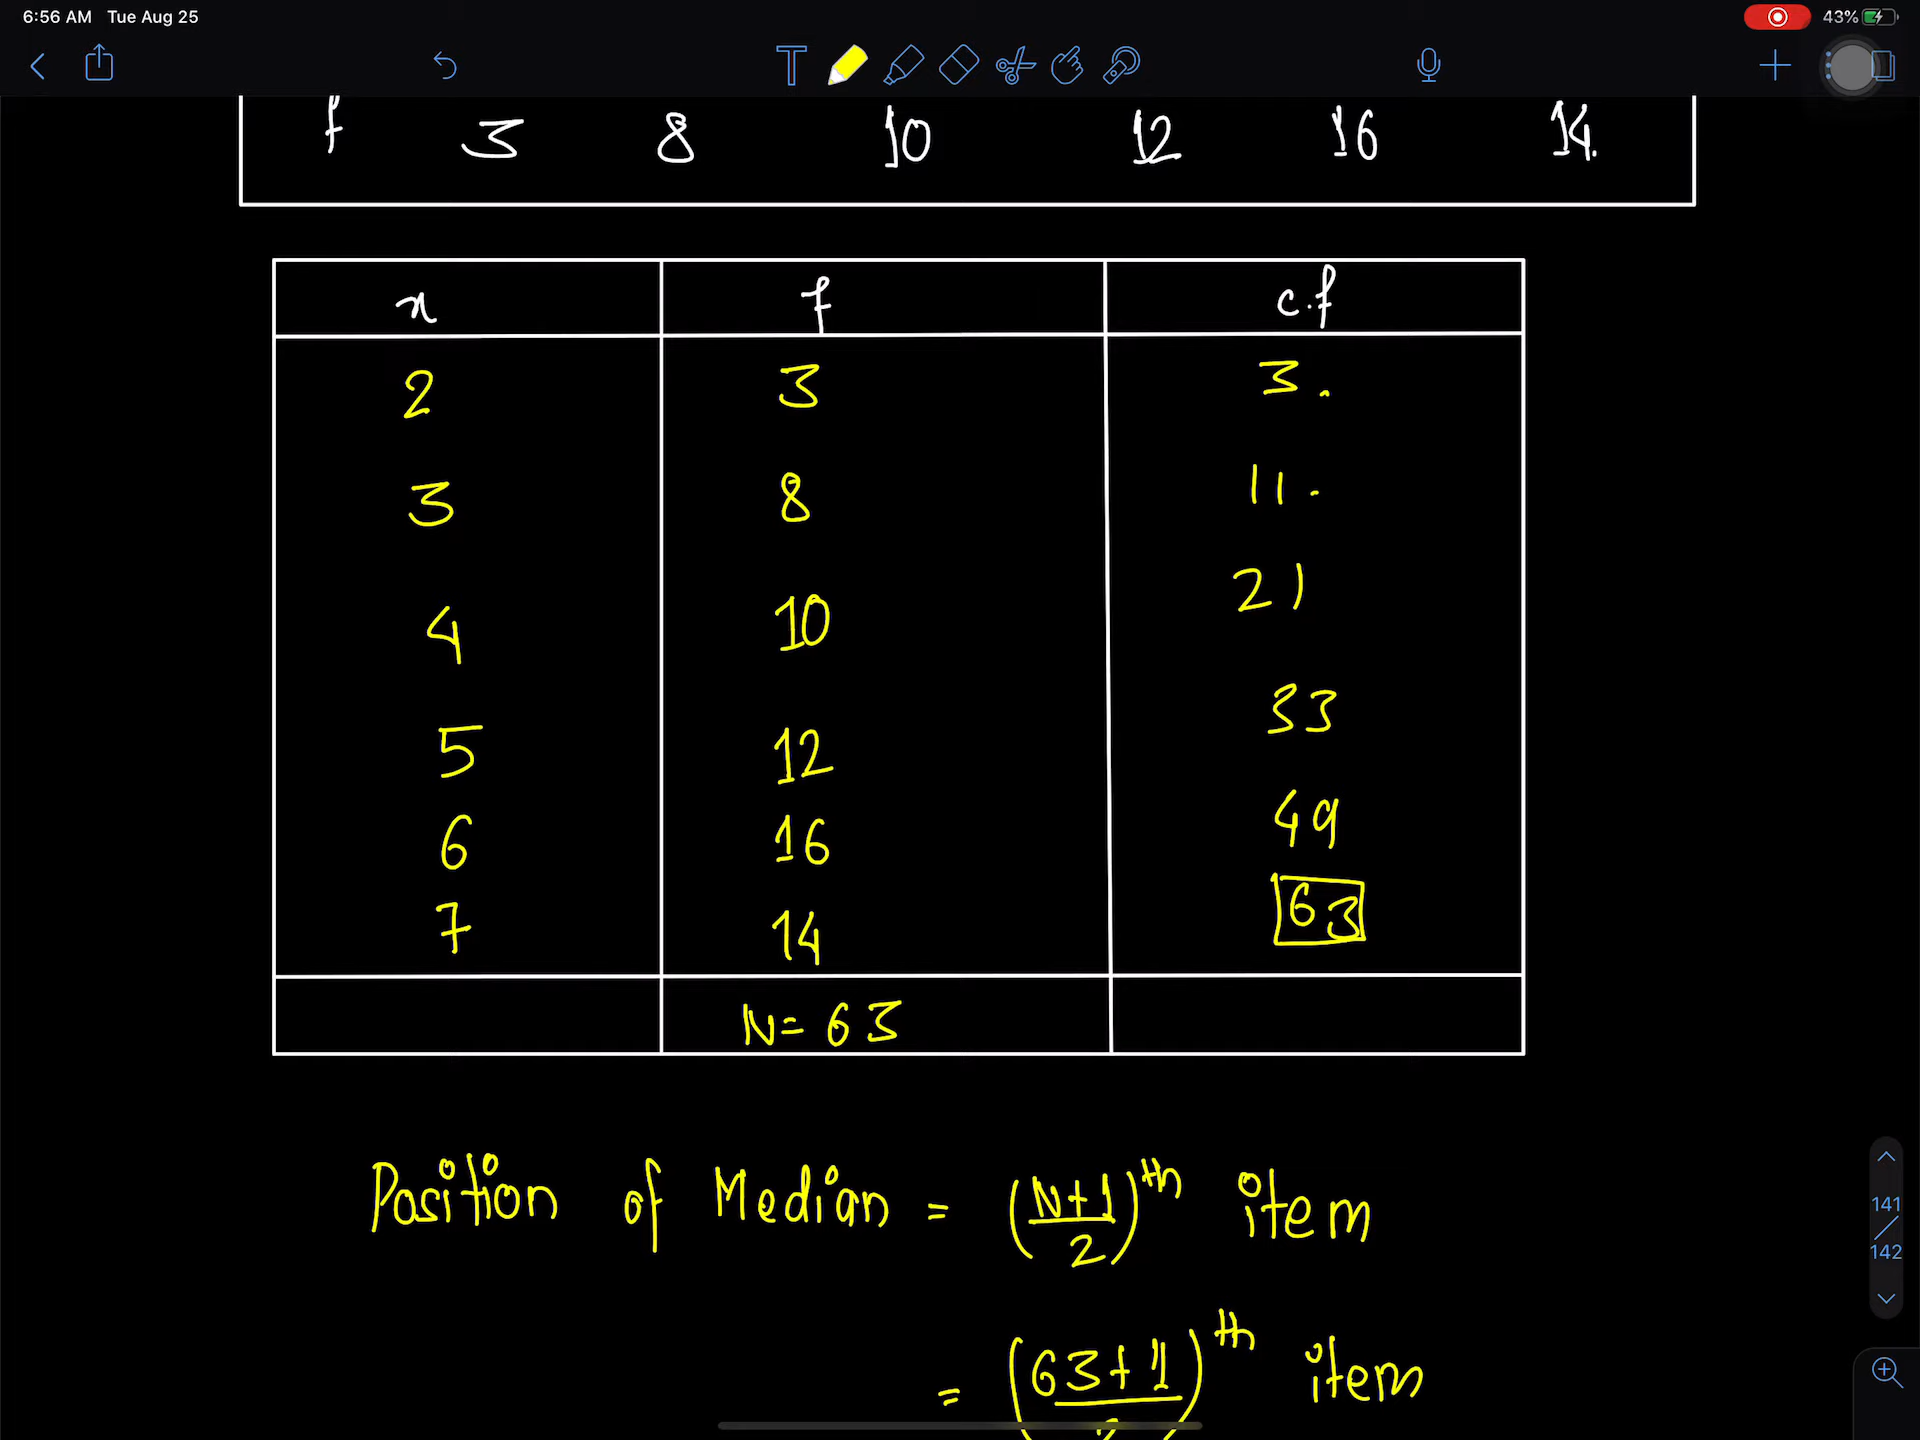 6:56 AM Tue Aug 25 43%
f 3 8 10 12 16 14.
x f c.f
2 3 3.
3 8 11.
4 10 21
5 12 33
6 16 49
7 14 63
N= 63
Position of Median = (N+1/2)th item
= (63+1/2)th item
141
142